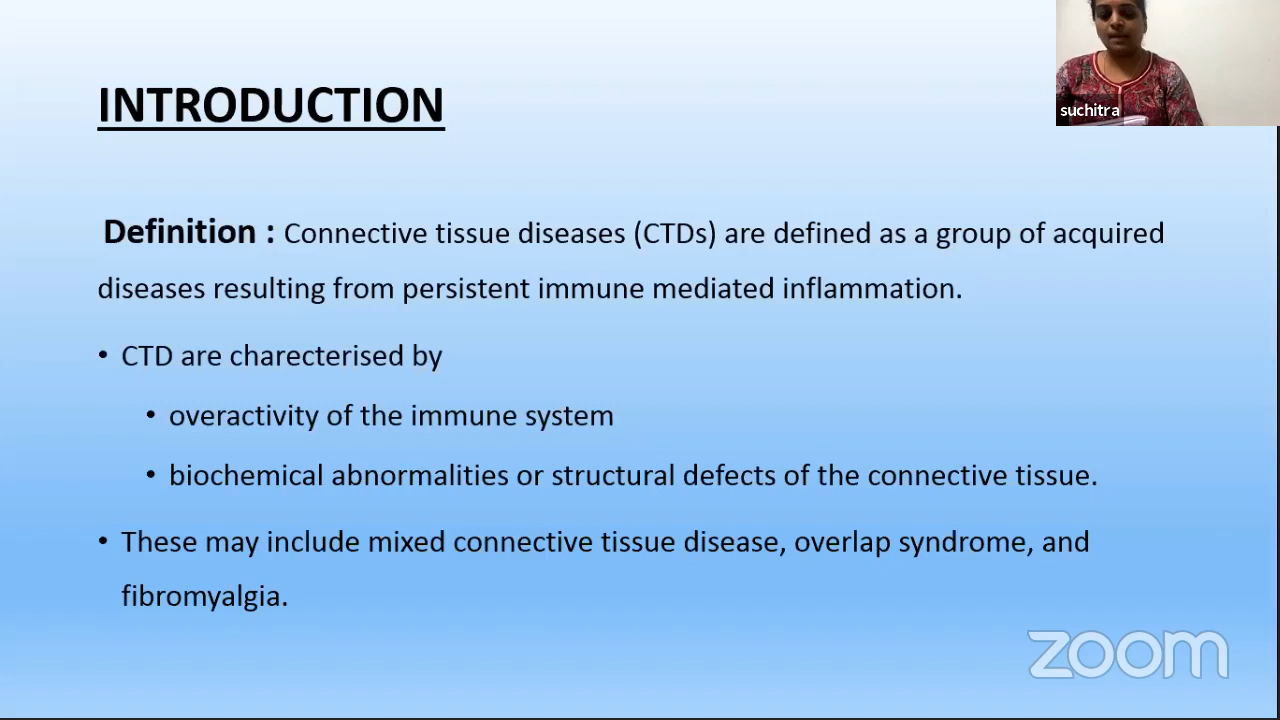 suchitra
INTRODUCTION
Definition : Connective tissue diseases (CTDs) are defined as a group of acquired
diseases resulting from persistent immune mediated inflammation.
• CTD are charecterised by
• overactivity of the immune system
• biochemical abnormalities or structural defects of the connective tissue.
• These may include mixed connective tissue disease, overlap syndrome, and
fibromyalgia.
zoom